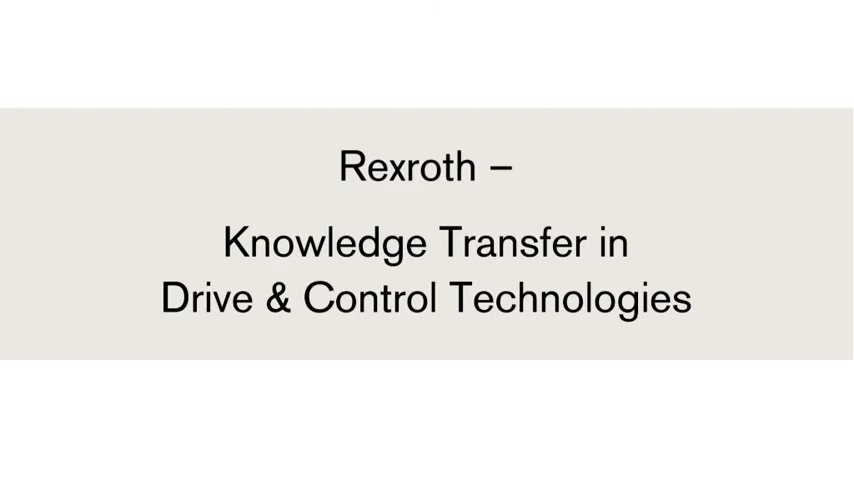 Rexroth –
Knowledge Transfer in
Drive & Control Technologies